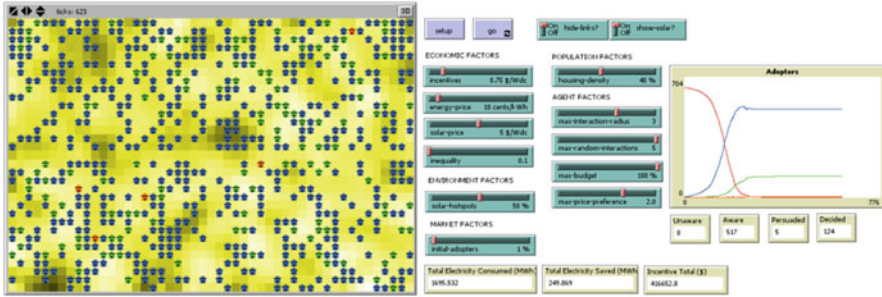 ticks: 623
3D
setup
go
On
Off
hide-links?
On
Off
show-solar?
ECONOMIC FACTORS
incentives 0.75 $/Wdc
energy-price 18 cents/kWh
solar-price 5 $/Wdc
inequality 0.1
ENVIRONMENT FACTORS
solar-hotspots 50 %
MARKET FACTORS
initial-adopters 1 %
POPULATION FACTORS
housing-density 40 %
AGENT FACTORS
max-interaction-radius 3
max-random-interactions 5
max-budget 100 %
max-price-preference 2.0
Adopters
704
0
0
776
Unaware
0
Aware
517
Persuaded
5
Decided
124
Total Electricity Consumed (MWh)
1695.532
Total Electricity Saved (MWh)
249.869
Incentive Total ($)
416652.8